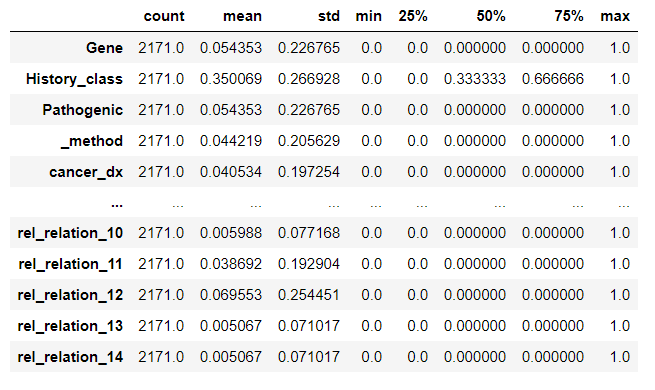 count mean std min 25% 50% 75% max
Gene 2171.0 0.054353 0.226765 0.0 0.0 0.000000 0.000000 1.0
History_class 2171.0 0.350069 0.266928 0.0 0.0 0.333333 0.666666 1.0
Pathogenic 2171.0 0.054353 0.226765 0.0 0.0 0.000000 0.000000 1.0
_method 2171.0 0.044219 0.205629 0.0 0.0 0.000000 0.000000 1.0
cancer_dx 2171.0 0.040534 0.197254 0.0 0.0 0.000000 0.000000 1.0
... ... ... ... ... ... ... ... ...
rel_relation_10 2171.0 0.005988 0.077168 0.0 0.0 0.000000 0.000000 1.0
rel_relation_11 2171.0 0.038692 0.192904 0.0 0.0 0.000000 0.000000 1.0
rel_relation_12 2171.0 0.069553 0.254451 0.0 0.0 0.000000 0.000000 1.0
rel_relation_13 2171.0 0.005067 0.071017 0.0 0.0 0.000000 0.000000 1.0
rel_relation_14 2171.0 0.005067 0.071017 0.0 0.0 0.000000 0.000000 1.0